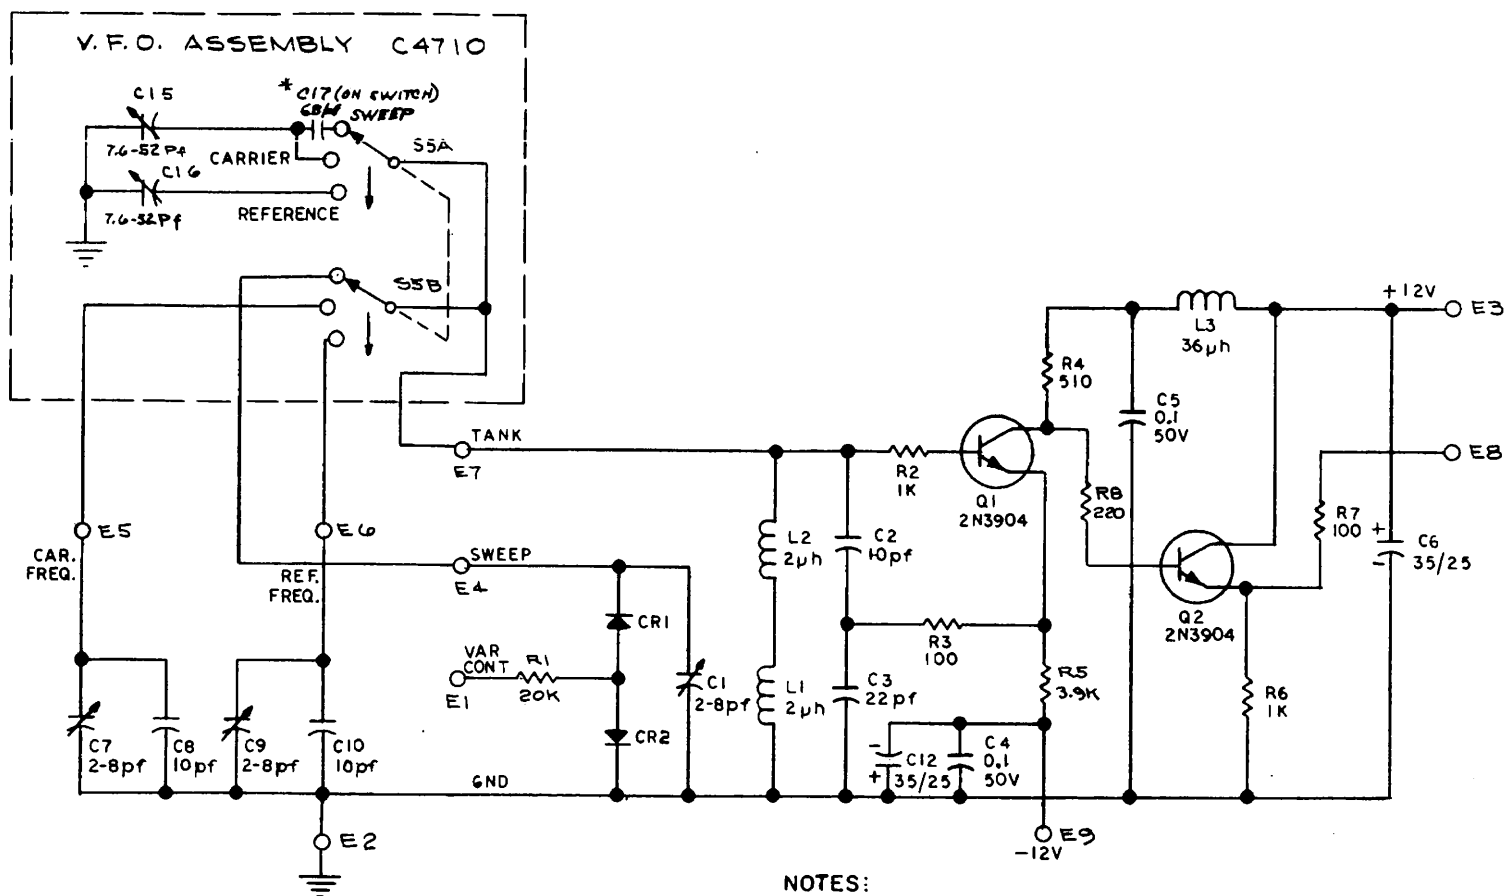 V.F.O. ASSEMBLY C4710
C15
7.6-52Pf
* C17 (ON SWITCH)
68pf
SWEEP
S5A
CARRIER
C16
7.6-52Pf
REFERENCE
S5B
+12V
E3
L3
36µh
R4
510
C5
0.1
50V
TANK
E7
R2
1K
Q1
2N3904
E8
R8
220
R7
100
+
C6
35/25
-
E5
E6
L2
2µh
C2
10pf
CAR.
FREQ.
REF.
FREQ.
SWEEP
E4
Q2
2N3904
CR1
R3
100
VAR
CONT
R1
20K
E1
C1
2-8pf
L1
2µh
C3
22pf
R5
3.9K
R6
1K
CR2
C7
2-8pf
C8
10pf
C9
2-8pf
C10
10pf
-
C12
+
35/25
C4
0.1
50V
GND
E2
E9
-12V
NOTES: